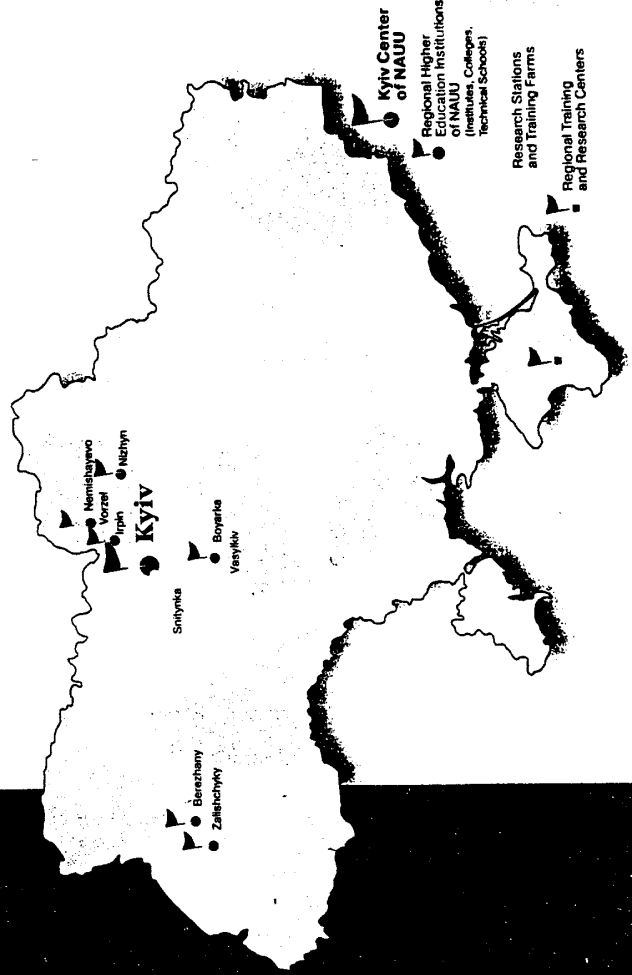 Nemishayevo
Vorzel
Irpin
Nizhyn
Kyiv
Snitynka
Boyarka
Vasylkiv
Berezhany
Zalishchyky
Kyiv Center
of NAUU
Regional Higher
Education Institutions
of NAUU
(Institutes, Colleges,
Technical Schools)
Research Stations
and Training Farms
Regional Training
and Research Centers